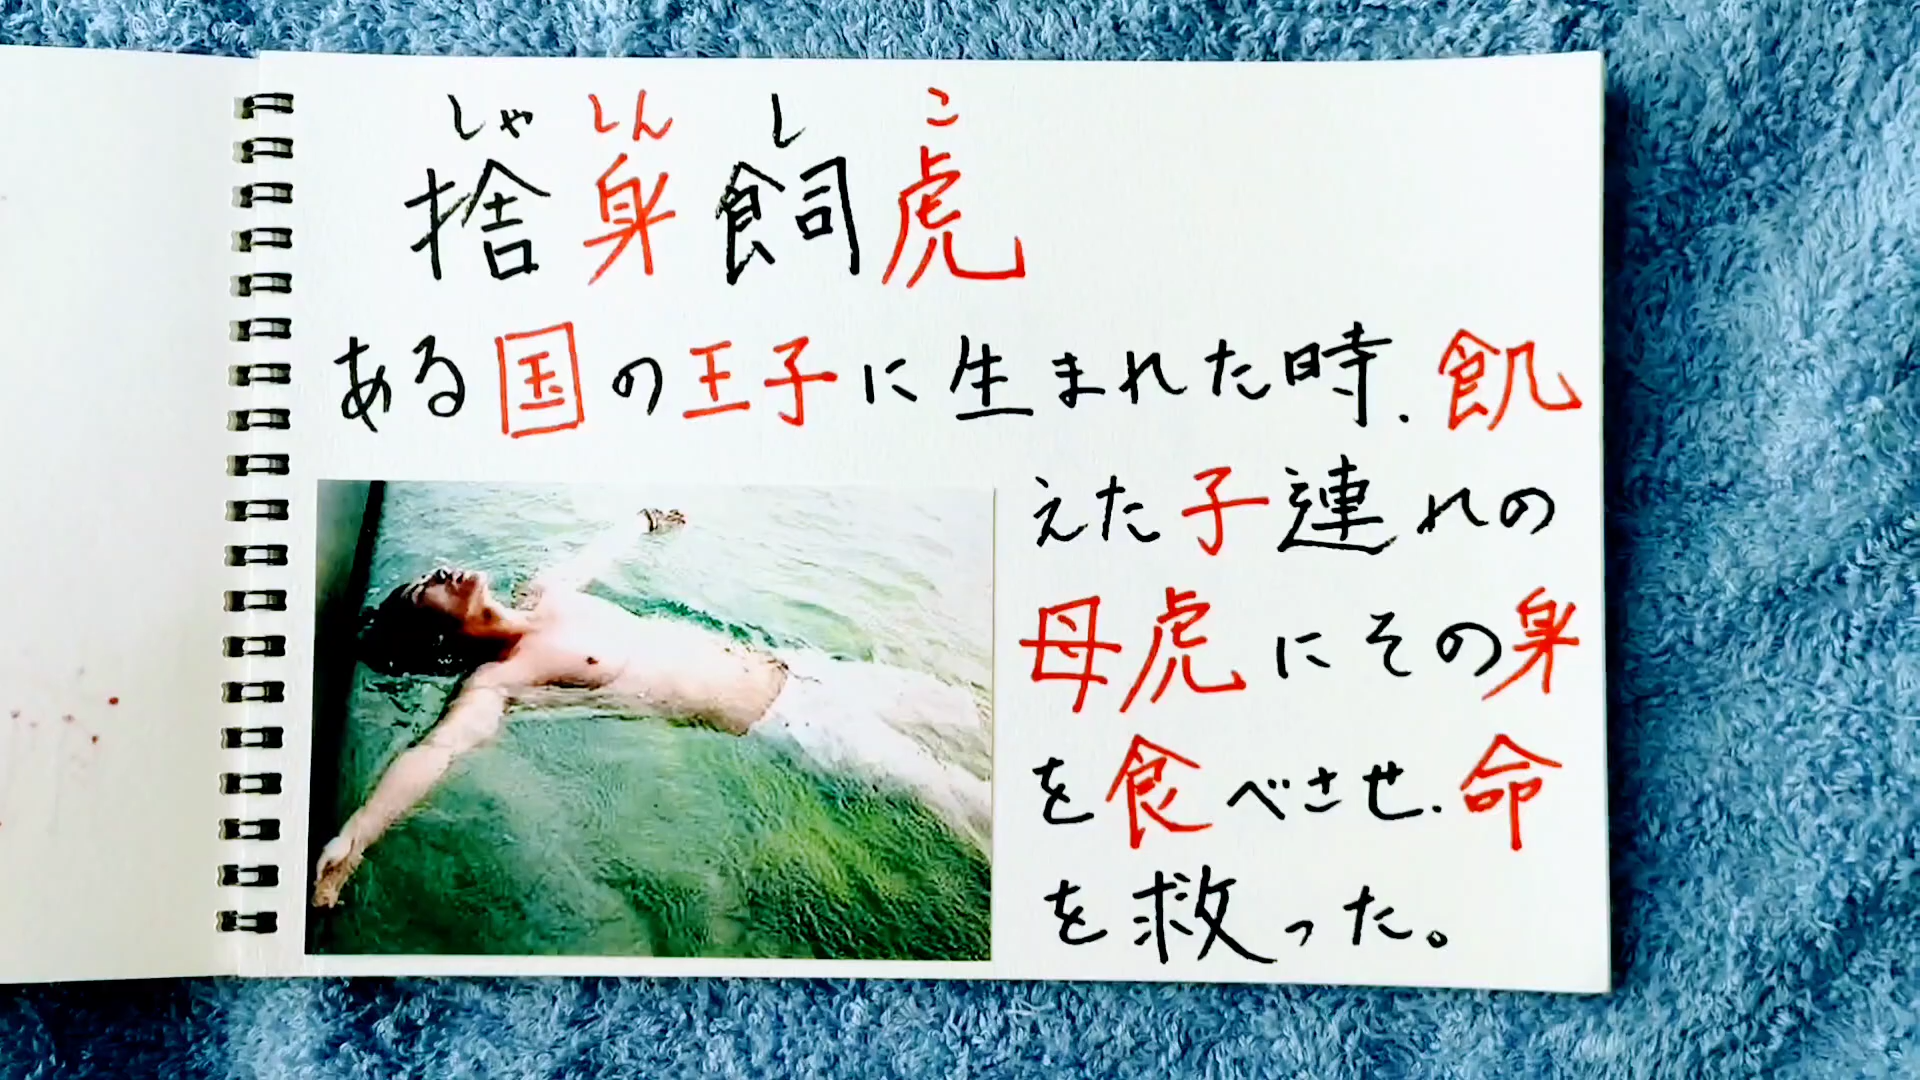 しゃ しん し こ
捨身飼虎
ある国の王子に生まれた時、飢
えた子連れの
母虎にその身
を食べさせ、命
を救った。